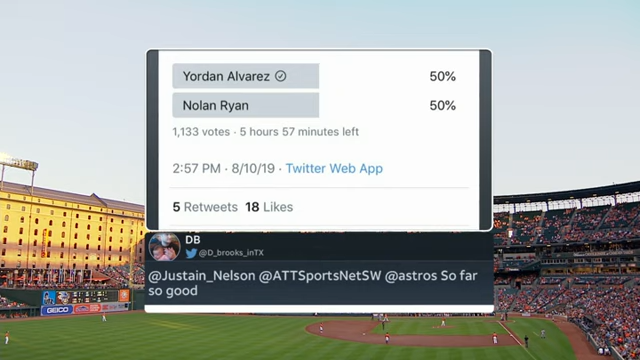 Yordan Alvarez 50%
Nolan Ryan 50%
1,133 votes · 5 hours 57 minutes left
2:57 PM · 8/10/19 · Twitter Web App
5 Retweets 18 Likes
DB
@D_brooks_inTX
@Justain_Nelson @ATTSportsNetSW @astros So far
so good
GEICO